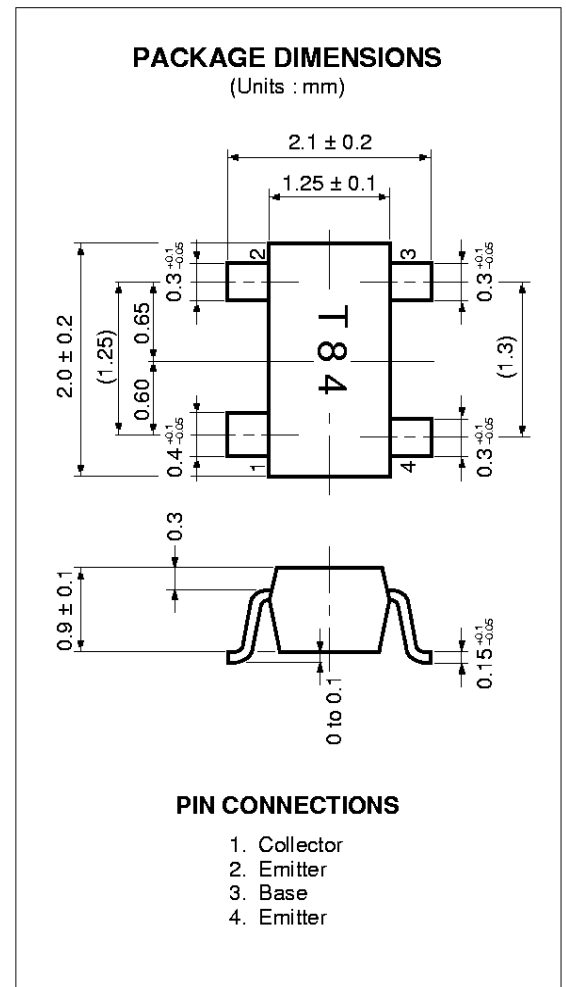 PACKAGE DIMENSIONS
(Units : mm)
2.1 ± 0.2
1.25 ± 0.1
2.0 ± 0.2
(1.25)
0.3 +0.1 −0.05
0.65
0.60
0.4 +0.1 −0.05
2
3
T84
1
4
0.3 +0.1 −0.05
(1.3)
0.3 +0.1 −0.05
0.3
0.9 ± 0.1
0 to 0.1
0.15 +0.1 −0.05
PIN CONNECTIONS
1. Collector
2. Emitter
3. Base
4. Emitter